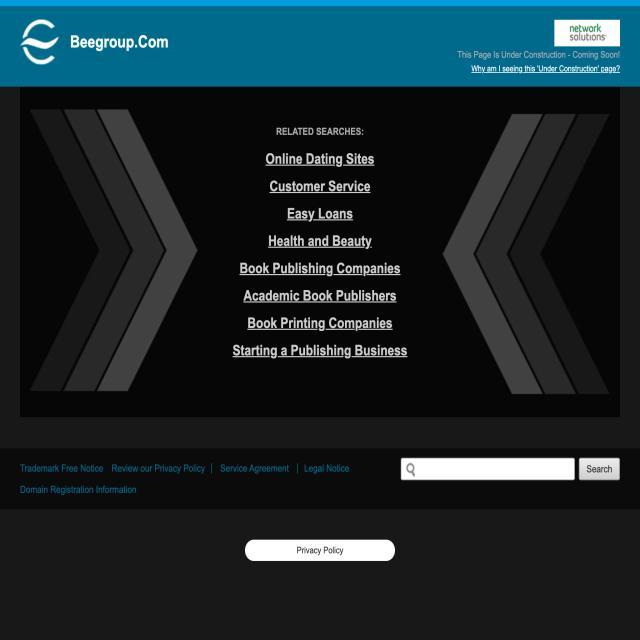 Beegroup.Com
network
solutions
This Page Is Under Construction - Coming Soon!
Why am I seeing this 'Under Construction' page?
RELATED SEARCHES:
Online Dating Sites
Customer Service
Easy Loans
Health and Beauty
Book Publishing Companies
Academic Book Publishers
Book Printing Companies
Starting a Publishing Business
Trademark Free Notice Review our Privacy Policy | Service Agreement | Legal Notice
Domain Registration Information
Search
Privacy Policy